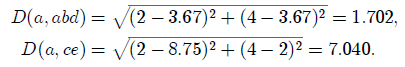 D(a, abd) = √(2 − 3.67)² + (4 − 3.67)² = 1.702,
D(a, ce) = √(2 − 8.75)² + (4 − 2)² = 7.040.